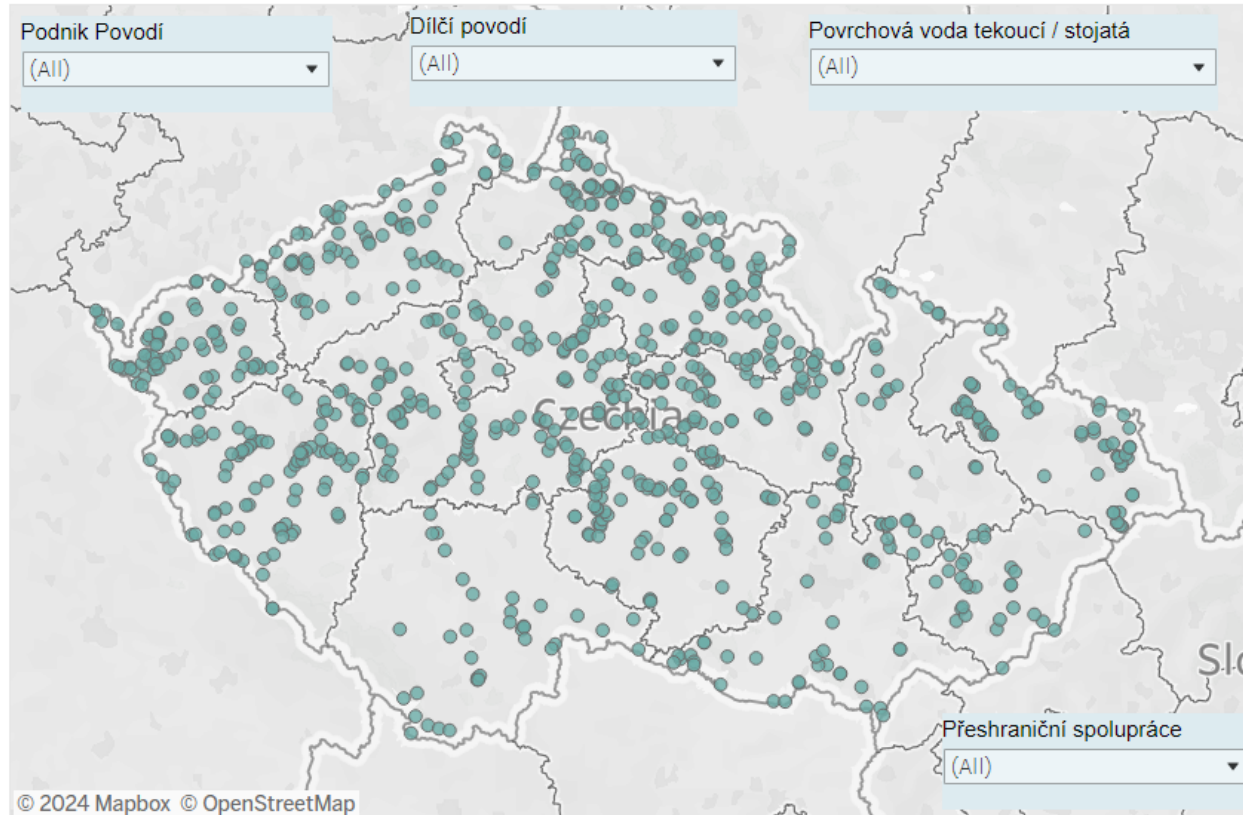 Podnik Povodí
(All)
Dílčí povodí
(All)
Povrchová voda tekoucí / stojatá
(All)
Czechia
Slo
Přeshraniční spolupráce
(All)
© 2024 Mapbox © OpenStreetMap